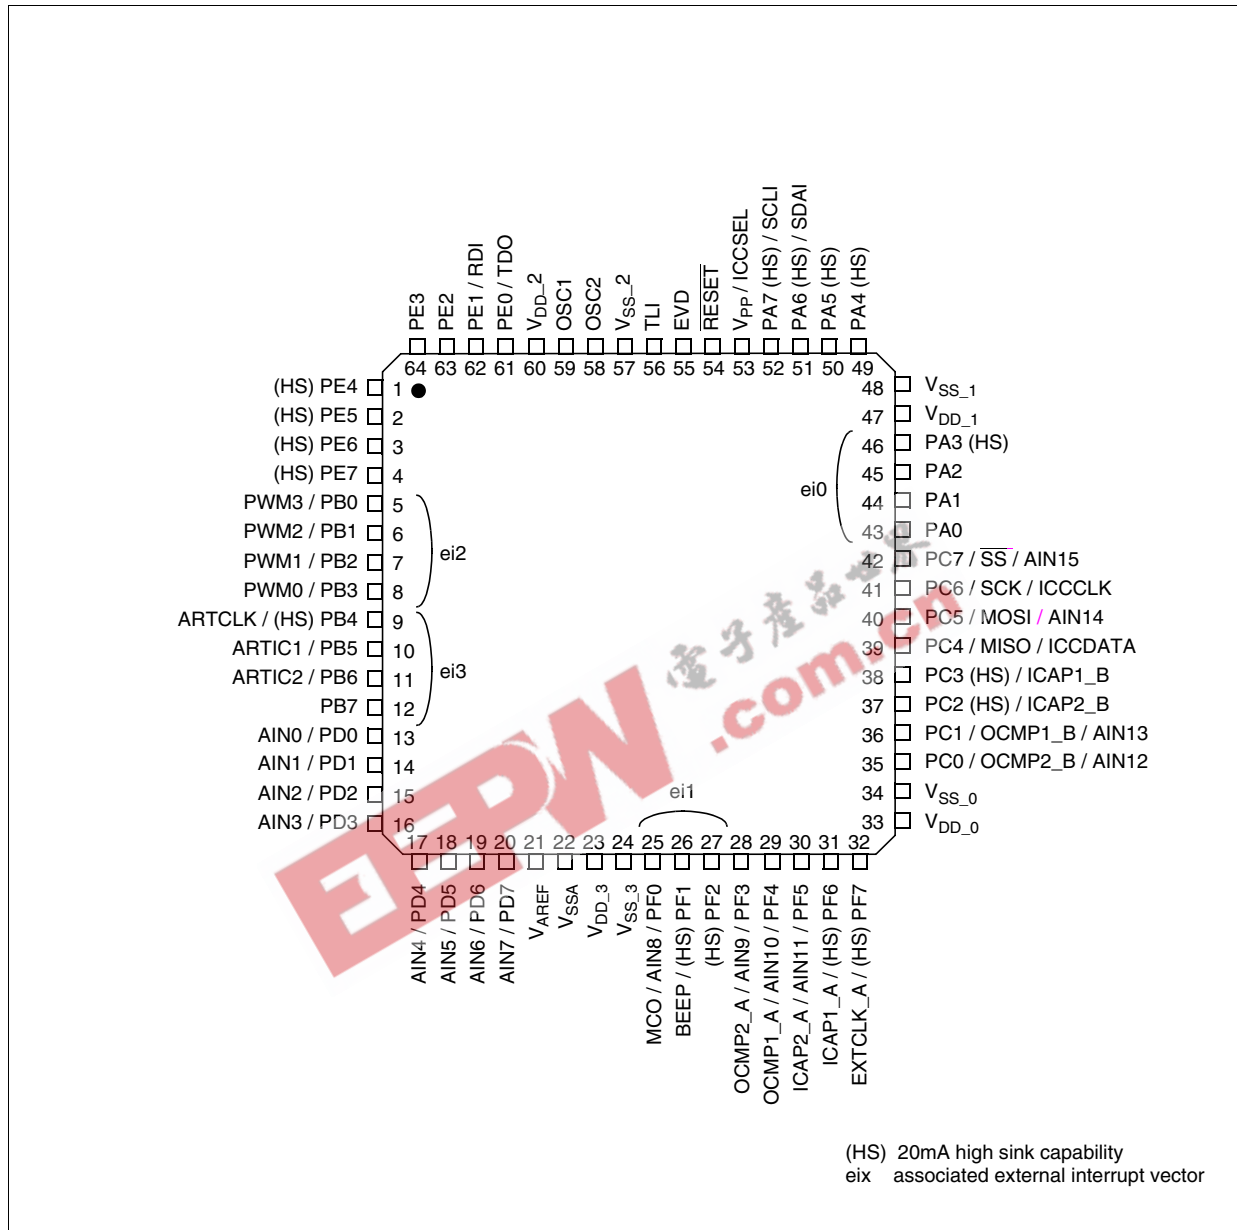 PE3
PE2
PE1 / RDI
PE0 / TDO
VDD_2
OSC1
OSC2
VSS_2
TLI
EVD
RESET
VPP / ICCSEL
PA7 (HS) / SCLI
PA6 (HS) / SDAI
PA5 (HS)
PA4 (HS)
64 63 62 61 60 59 58 57 56 55 54 53 52 51 50 49
(HS) PE4 1
(HS) PE5 2
(HS) PE6 3
(HS) PE7 4
PWM3 / PB0 5
PWM2 / PB1 6
PWM1 / PB2 7
PWM0 / PB3 8
ei2
ARTCLK / (HS) PB4 9
ARTIC1 / PB5 10
ARTIC2 / PB6 11
PB7 12
ei3
AIN0 / PD0 13
AIN1 / PD1 14
AIN2 / PD2 15
AIN3 / PD3 16
48 VSS_1
47 VDD_1
46 PA3 (HS)
45 PA2
44 PA1
43 PA0
ei0
42 PC7 / SS / AIN15
41 PC6 / SCK / ICCCLK
40 PC5 / MOSI / AIN14
39 PC4 / MISO / ICCDATA
38 PC3 (HS) / ICAP1_B
37 PC2 (HS) / ICAP2_B
36 PC1 / OCMP1_B / AIN13
35 PC0 / OCMP2_B / AIN12
34 VSS_0
33 VDD_0
ei1
17 18 19 20 21 22 23 24 25 26 27 28 29 30 31 32
AIN4 / PD4
AIN5 / PD5
AIN6 / PD6
AIN7 / PD7
VAREF
VSSA
VDD_3
VSS_3
MCO / AIN8 / PF0
BEEP / (HS) PF1
(HS) PF2
OCMP2_A / AIN9 / PF3
OCMP1_A / AIN10 / PF4
ICAP2_A / AIN11 / PF5
ICAP1_A / (HS) PF6
EXTCLK_A / (HS) PF7
EEPW
電子產品世界
.com.cn
(HS) 20mA high sink capability
eix associated external interrupt vector